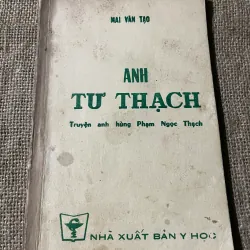 MAI VĂN TẠO
ANH
TƯ THẠCH
Truyện anh hùng Phạm Ngọc Thạch
NHÀ XUẤT BẢN Y HỌC